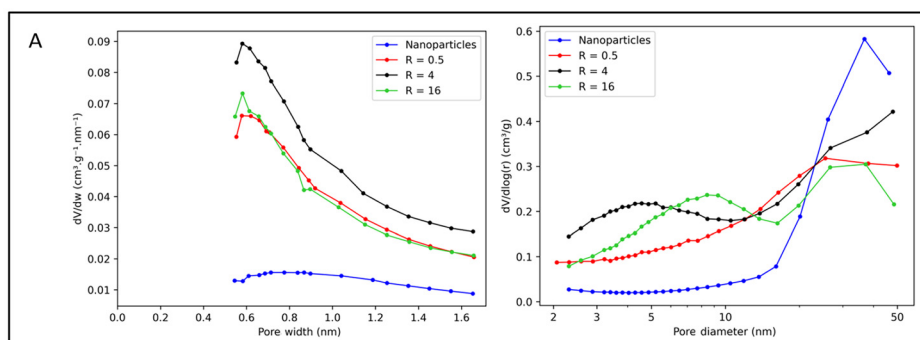 A
0.09
0.08
0.07
0.06
0.05
0.04
0.03
0.02
0.01
dV/dw (cm³.g⁻¹.nm⁻¹)
0.0
0.2
0.4
0.6
0.8
1.0
1.2
1.4
1.6
Pore width (nm)
Nanoparticles
R = 0.5
R = 4
R = 16
0.6
0.5
0.4
0.3
0.2
0.1
0.0
dV/dlog(r) (cm³/g)
2
3
5
10
20
50
Pore diameter (nm)
Nanoparticles
R = 0.5
R = 4
R = 16